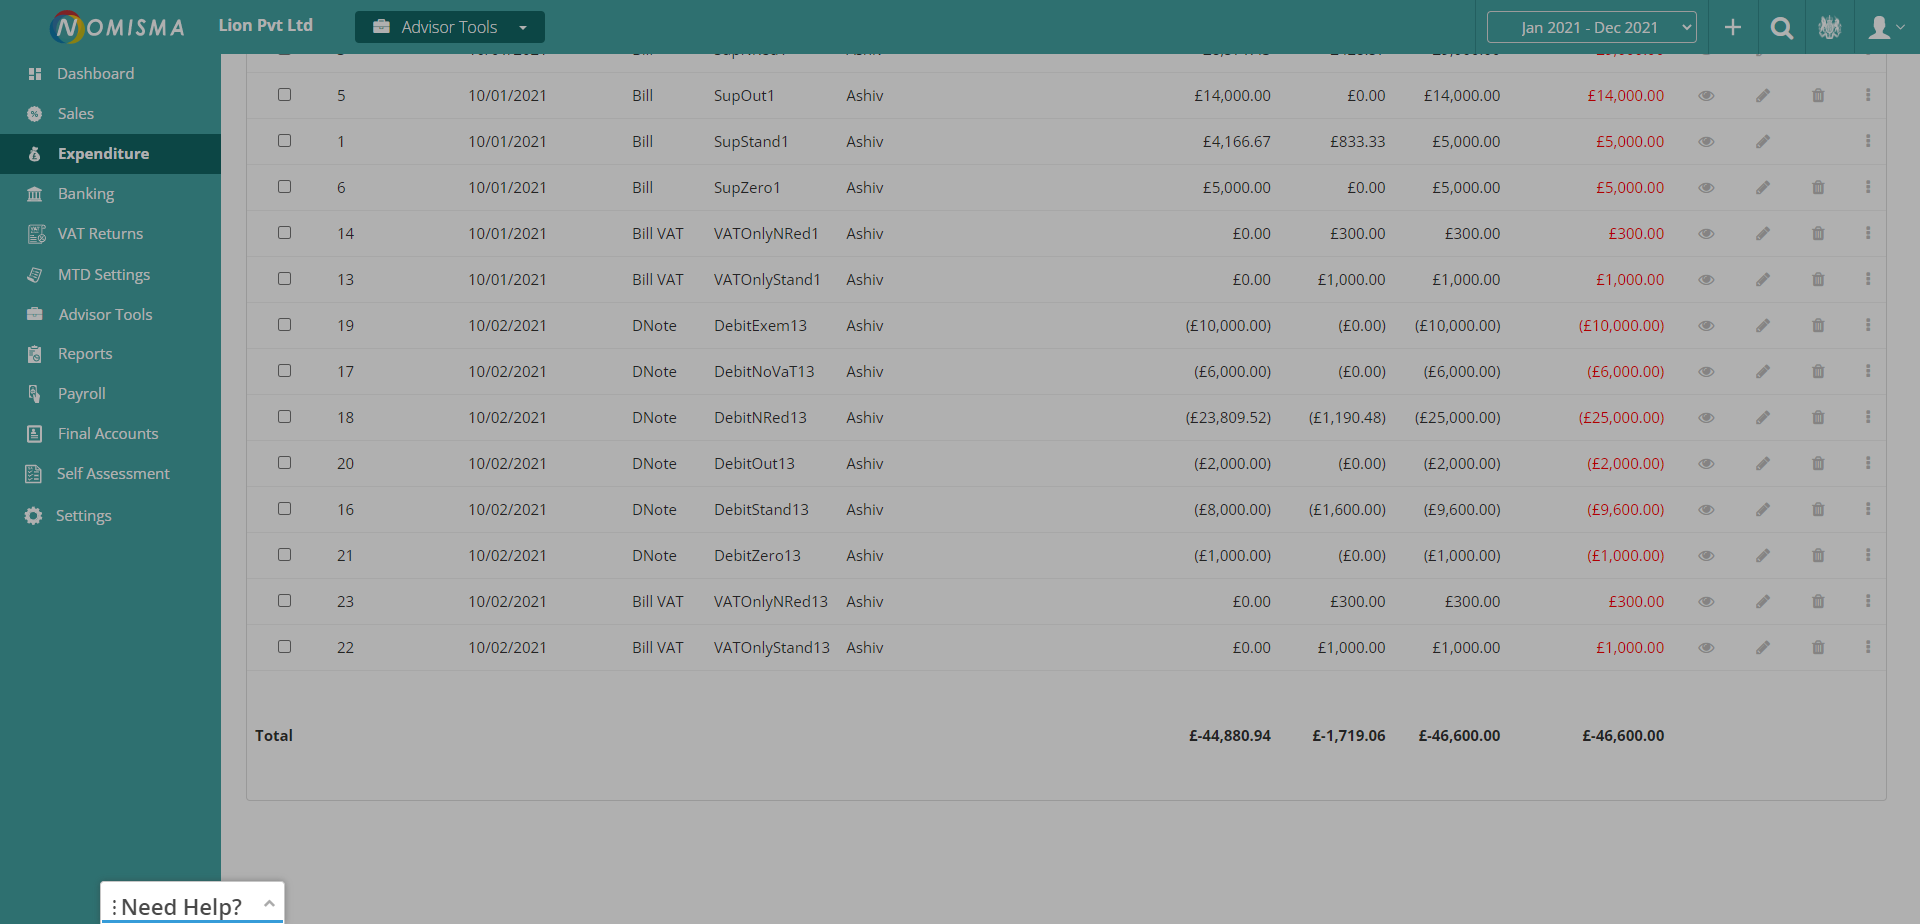 NOMISMA Lion Pvt Ltd Advisor Tools Jan 2021 - Dec 2021
Dashboard
Sales
Expenditure
Banking
VAT Returns
MTD Settings
Advisor Tools
Reports
Payroll
Final Accounts
Self Assessment
Settings
5 10/01/2021 Bill SupOut1 Ashiv £14,000.00 £0.00 £14,000.00 £14,000.00
1 10/01/2021 Bill SupStand1 Ashiv £4,166.67 £833.33 £5,000.00 £5,000.00
6 10/01/2021 Bill SupZero1 Ashiv £5,000.00 £0.00 £5,000.00 £5,000.00
14 10/01/2021 Bill VAT VATOnlyNRed1 Ashiv £0.00 £300.00 £300.00 £300.00
13 10/01/2021 Bill VAT VATOnlyStand1 Ashiv £0.00 £1,000.00 £1,000.00 £1,000.00
19 10/02/2021 DNote DebitExem13 Ashiv (£10,000.00) (£0.00) (£10,000.00) (£10,000.00)
17 10/02/2021 DNote DebitNoVaT13 Ashiv (£6,000.00) (£0.00) (£6,000.00) (£6,000.00)
18 10/02/2021 DNote DebitNRed13 Ashiv (£23,809.52) (£1,190.48) (£25,000.00) (£25,000.00)
20 10/02/2021 DNote DebitOut13 Ashiv (£2,000.00) (£0.00) (£2,000.00) (£2,000.00)
16 10/02/2021 DNote DebitStand13 Ashiv (£8,000.00) (£1,600.00) (£9,600.00) (£9,600.00)
21 10/02/2021 DNote DebitZero13 Ashiv (£1,000.00) (£0.00) (£1,000.00) (£1,000.00)
23 10/02/2021 Bill VAT VATOnlyNRed13 Ashiv £0.00 £300.00 £300.00 £300.00
22 10/02/2021 Bill VAT VATOnlyStand13 Ashiv £0.00 £1,000.00 £1,000.00 £1,000.00
Total £-44,880.94 £-1,719.06 £-46,600.00 £-46,600.00
Need Help?